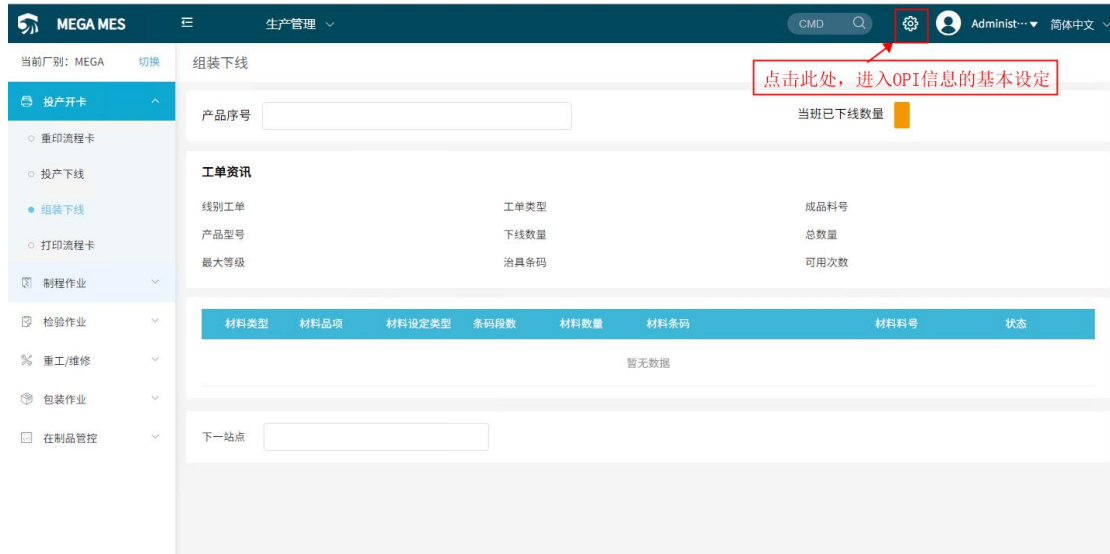 MEGA MES 生产管理 CMD Administ… 简体中文
当前厂别: MEGA 切换 组装下线
点击此处，进入OPI信息的基本设定
投产开卡
产品序号 当班已下线数量
重印流程卡
投产下线
组装下线
打印流程卡
制程作业
检验作业
重工/维修
包装作业
在制品管控
工单资讯
线别工单 工单类型 成品料号
产品型号 下线数量 总数量
最大等级 治具条码 可用次数
材料类型 材料品项 材料设定类型 条码段数 材料数量 材料条码 材料料号 状态
暂无数据
下一站点